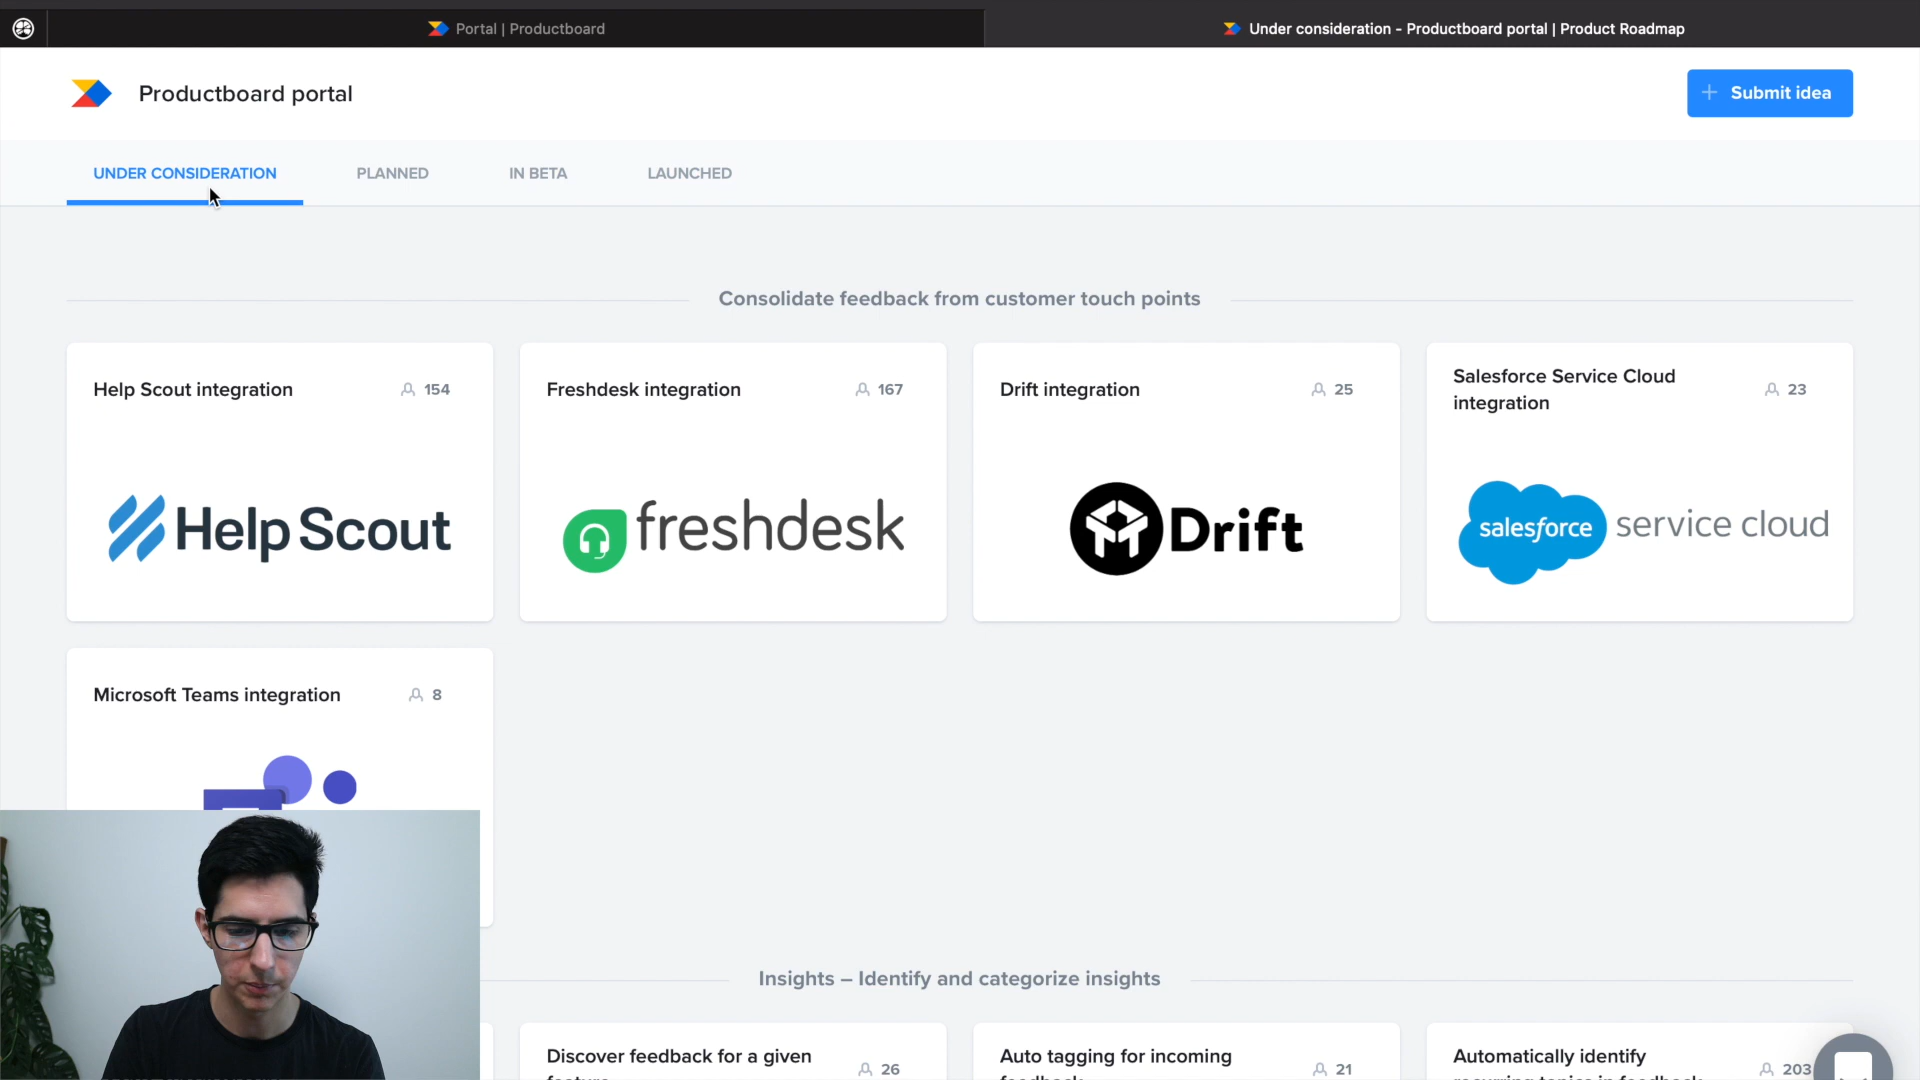 Portal | Productboard
Under consideration - Productboard portal | Product Roadmap
Productboard portal
+ Submit idea
UNDER CONSIDERATION
PLANNED
IN BETA
LAUNCHED
Consolidate feedback from customer touch points
Help Scout integration
154
Freshdesk integration
167
Drift integration
25
Salesforce Service Cloud
integration
23
Help Scout
freshdesk
Drift
salesforce service cloud
Microsoft Teams integration
8
Insights – Identify and categorize insights
Discover feedback for a given
26
Auto tagging for incoming
21
Automatically identify
203
recurring topics in feedback